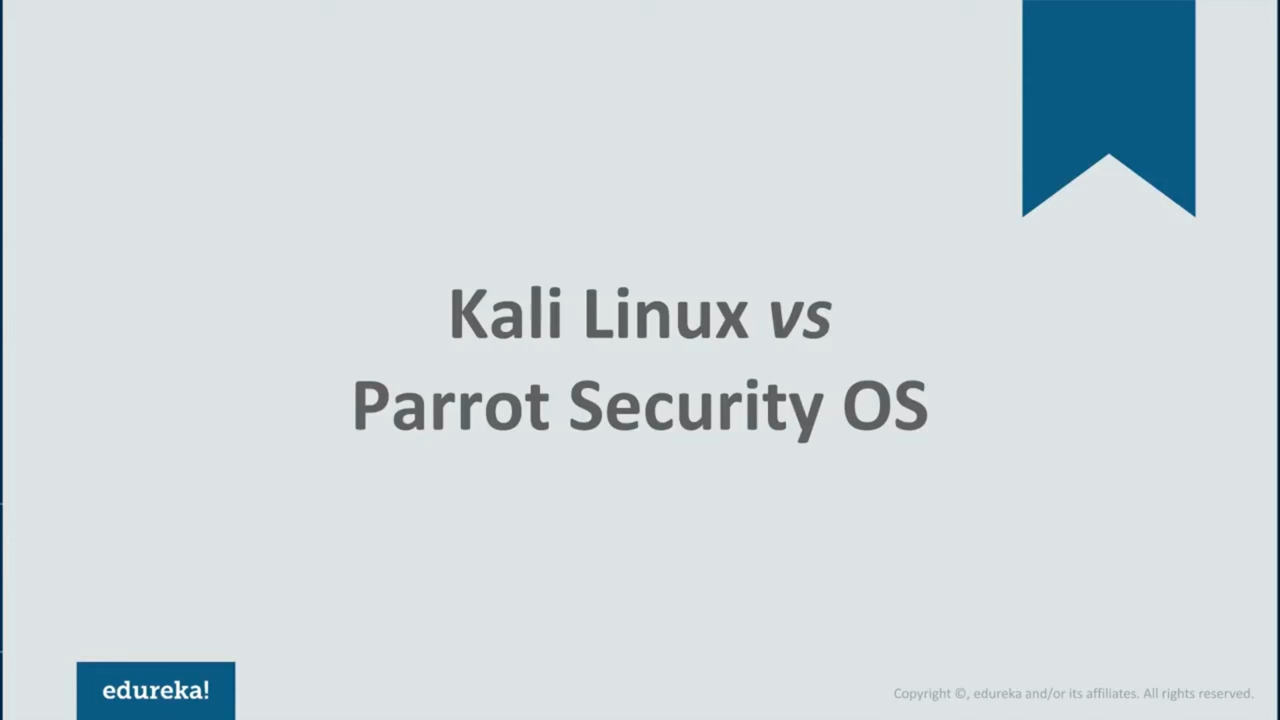 Kali Linux vs
Parrot Security OS
edureka!
Copyright ©, edureka and/or its affiliates. All rights reserved.